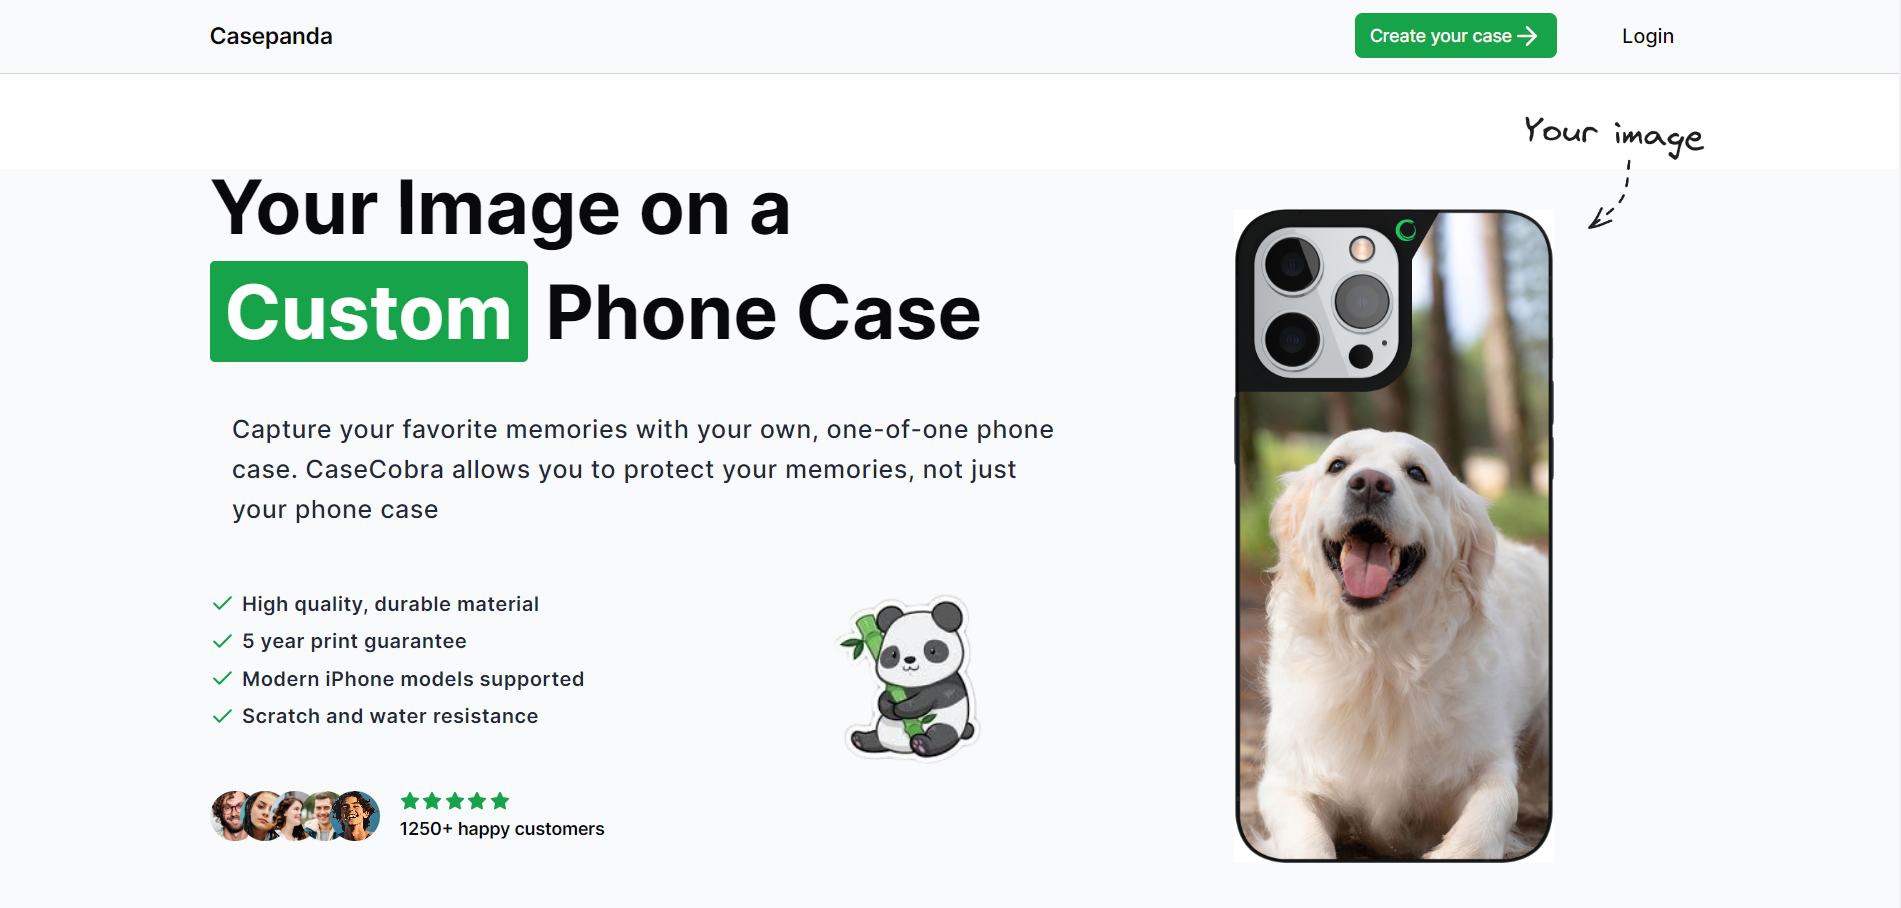 Casepanda
Create your case
Login
Your image
Your Image on a
Custom Phone Case
Capture your favorite memories with your own, one-of-one phone
case. CaseCobra allows you to protect your memories, not just
your phone case
High quality, durable material
5 year print guarantee
Modern iPhone models supported
Scratch and water resistance
1250+ happy customers